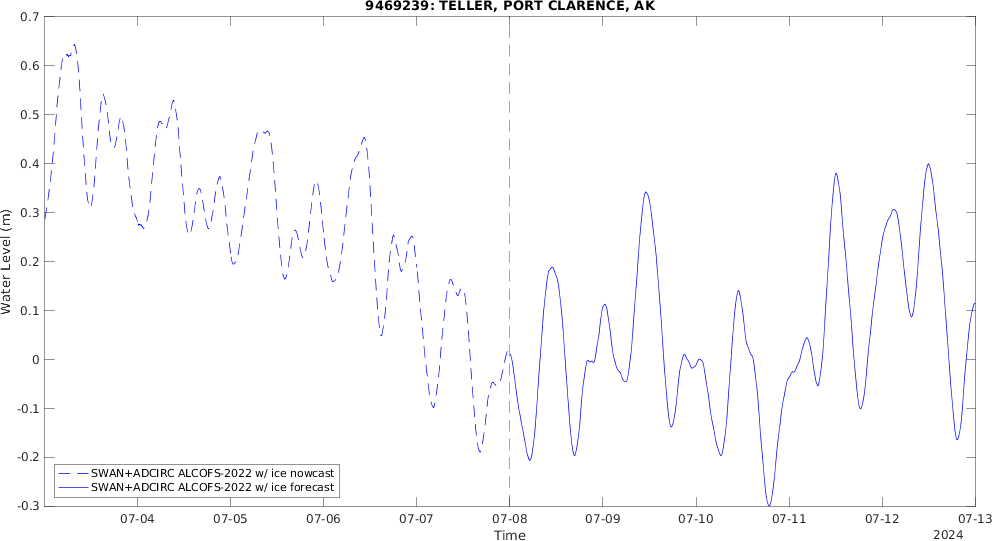 9469239: TELLER, PORT CLARENCE, AK
0.7
0.6
0.5
0.4
0.3
0.2
0.1
0
-0.1
-0.2
-0.3
Water Level (m)
SWAN+ADCIRC ALCOFS-2022 w/ ice nowcast
SWAN+ADCIRC ALCOFS-2022 w/ ice forecast
07-04 07-05 07-06 07-07 07-08 07-09 07-10 07-11 07-12 07-13
Time
2024